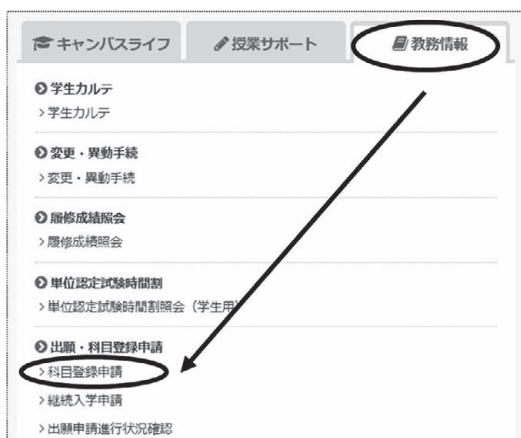 キャンパスライフ 授業サポート 教務情報
学生カルテ
>学生カルテ
変更・異動手続
>変更・異動手続
履修成績照会
>履修成績照会
単位認定試験時間割
>単位認定試験時間割照会（学生用）
出願・科目登録申請
>科目登録申請
>継続入学申請
>出願申請進行状況確認